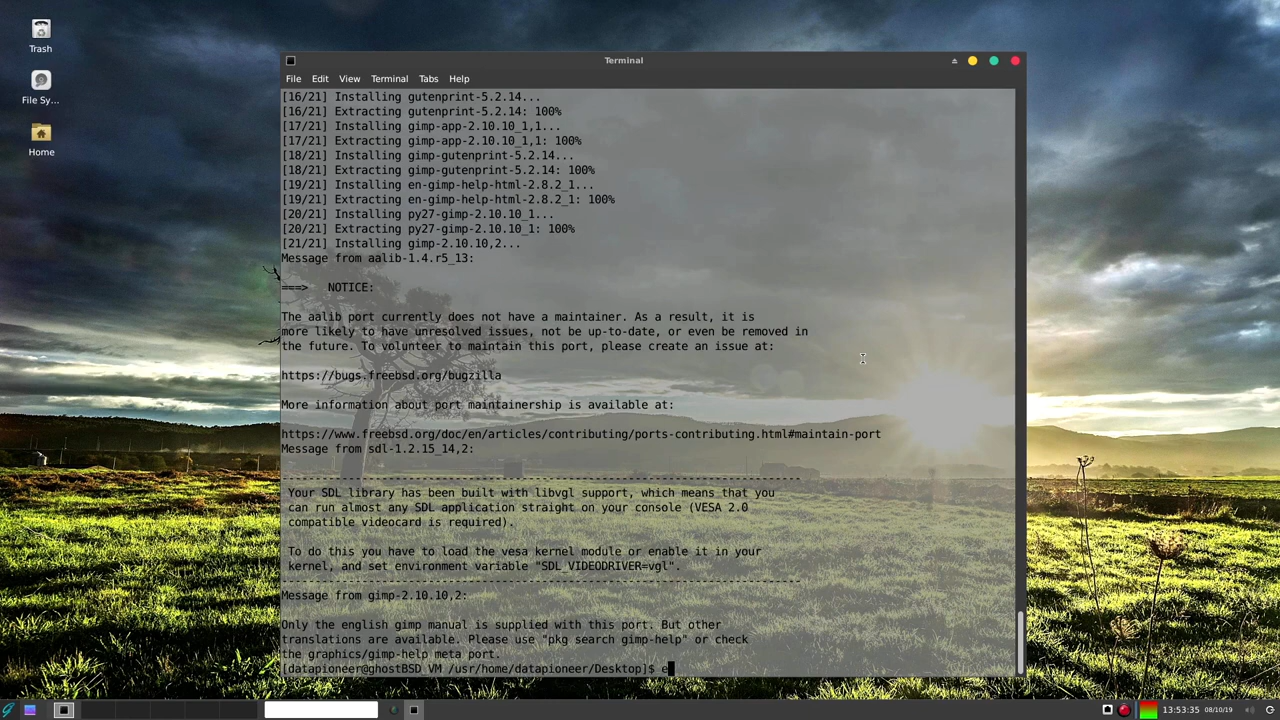 Trash
File Sy...
Home
Terminal
File Edit View Terminal Tabs Help
[16/21] Installing gutenprint-5.2.14...
[16/21] Extracting gutenprint-5.2.14: 100%
[17/21] Installing gimp-app-2.10.10_1,1...
[17/21] Extracting gimp-app-2.10.10_1,1: 100%
[18/21] Installing gimp-gutenprint-5.2.14...
[18/21] Extracting gimp-gutenprint-5.2.14: 100%
[19/21] Installing en-gimp-help-html-2.8.2_1...
[19/21] Extracting en-gimp-help-html-2.8.2_1: 100%
[20/21] Installing py27-gimp-2.10.10_1...
[20/21] Extracting py27-gimp-2.10.10_1: 100%
[21/21] Installing gimp-2.10.10,2...
Message from aalib-1.4.r5_13:
===>   NOTICE:
The aalib port currently does not have a maintainer. As a result, it is
more likely to have unresolved issues, not be up-to-date, or even be removed in
the future. To volunteer to maintain this port, please create an issue at:
https://bugs.freebsd.org/bugzilla
More information about port maintainership is available at:
https://www.freebsd.org/doc/en/articles/contributing/ports-contributing.html#maintain-port
Message from sdl-1.2.15_14,2:
-------------------------------------------------------------------------------
Your SDL library has been built with libvgl support, which means that you
can run almost any SDL application straight on your console (VESA 2.0
compatible videocard is required).
To do this you have to load the vesa kernel module or enable it in your
kernel, and set environment variable "SDL_VIDEODRIVER=vgl".
-------------------------------------------------------------------------------
Message from gimp-2.10.10,2:
Only the english gimp manual is supplied with this port. But other
translations are available. Please use "pkg search gimp-help" or check
the graphics/gimp-help meta port.
[datapioneer@ghostBSD_VM /usr/home/datapioneer/Desktop]$ e
13:53:35 08/10/19